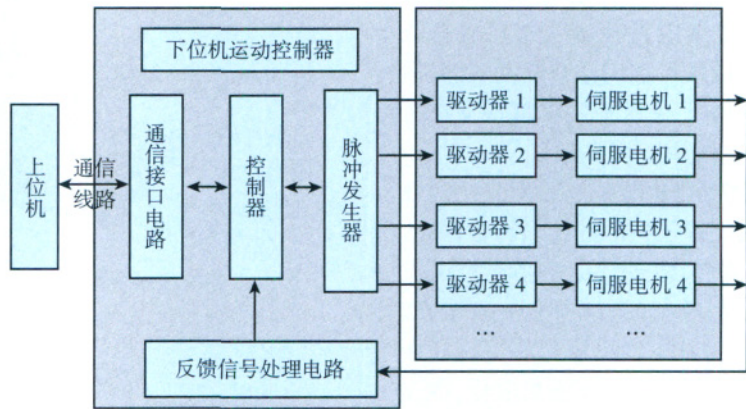 下位机运动控制器
上位机
通信
线路
通信接口电路
控制器
脉冲发生器
驱动器 1
伺服电机 1
驱动器 2
伺服电机 2
驱动器 3
伺服电机 3
驱动器 4
伺服电机 4
…
…
反馈信号处理电路